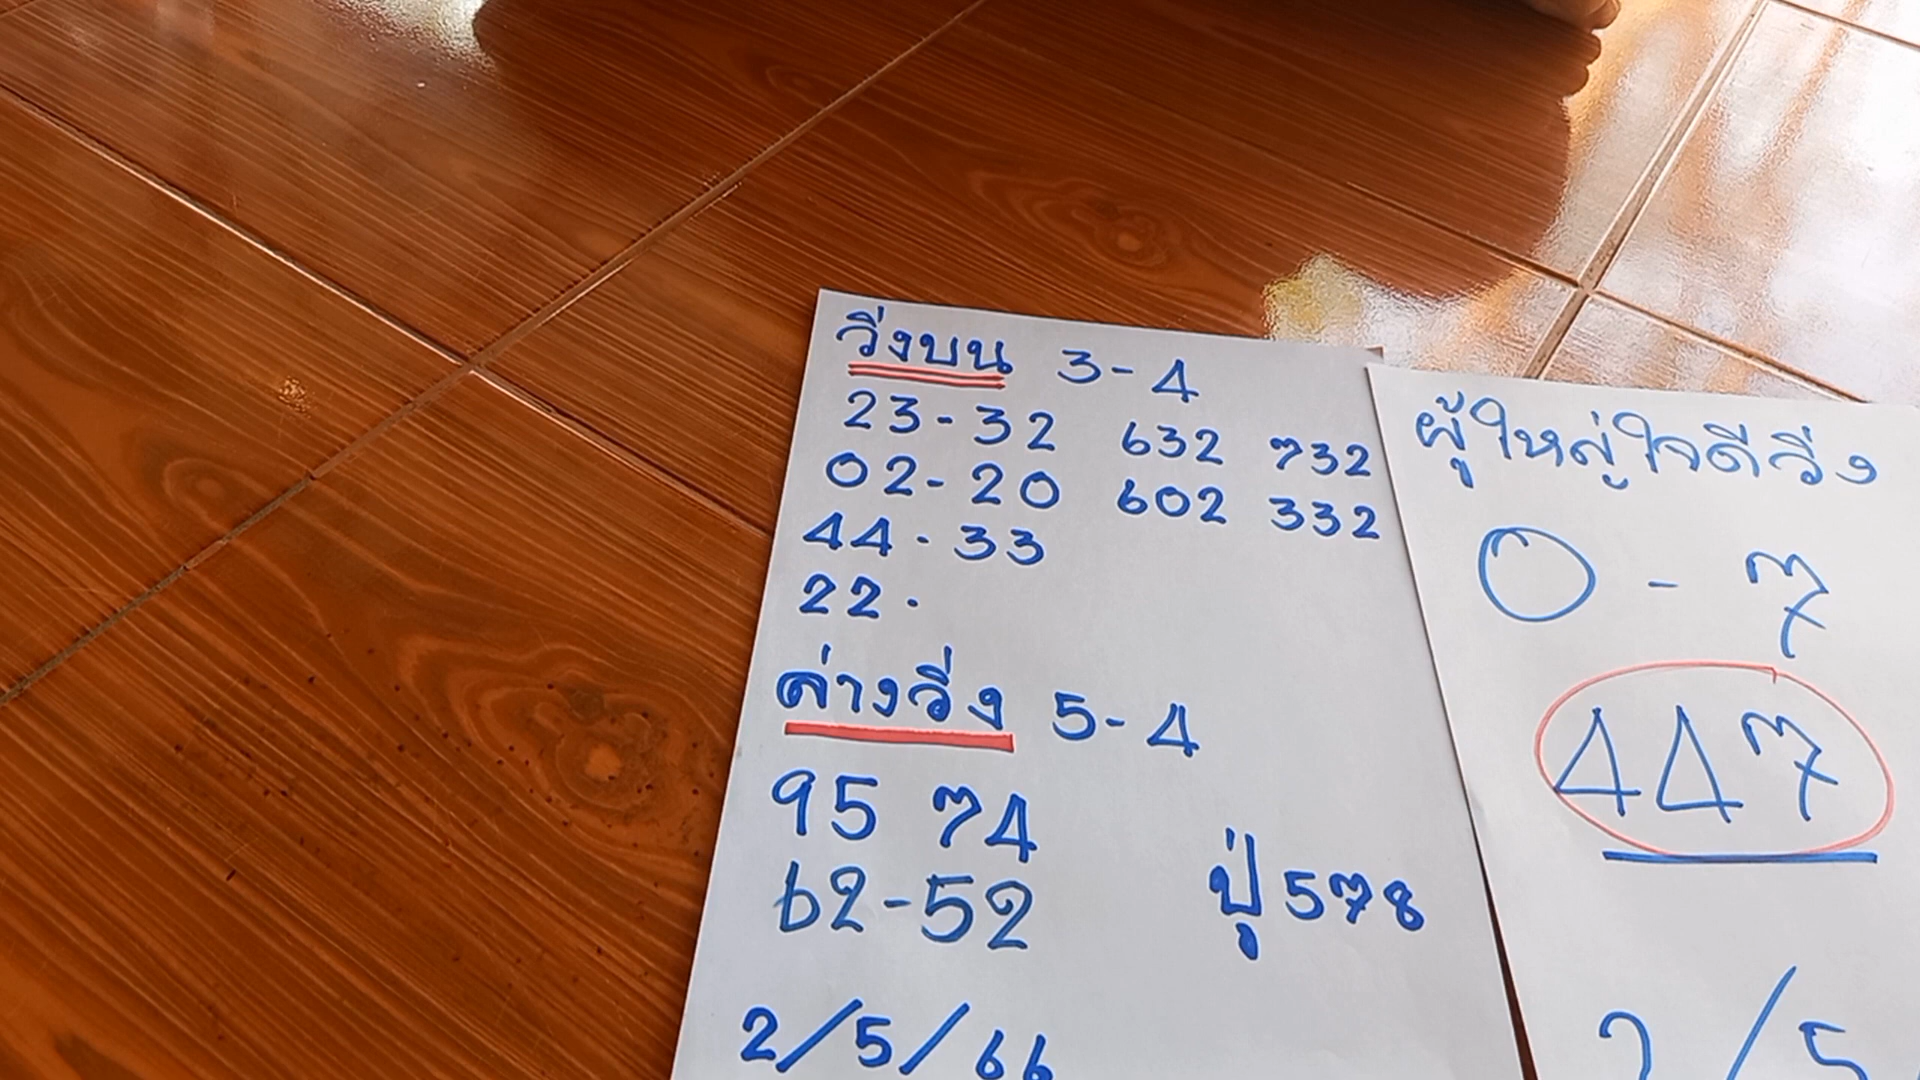 วิ่งบน 3-4
23-32 632 732
02-20 602 332
44-33
22.
ล่างวิ่ง 5-4
95 74
62-52
ปู่ 578
2/5/66
ผู้ใหญ่ใจดีวิ่ง
0-7
447
2/5